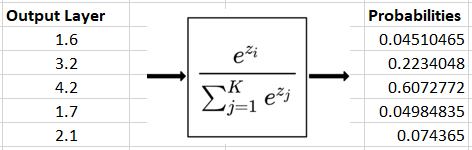 Output Layer Probabilities
1.6 0.04510465
3.2 0.2234048
4.2 0.6072772
1.7 0.04984835
2.1 0.074365
e^{z_i}
∑_{j=1}^{K} e^{z_j}